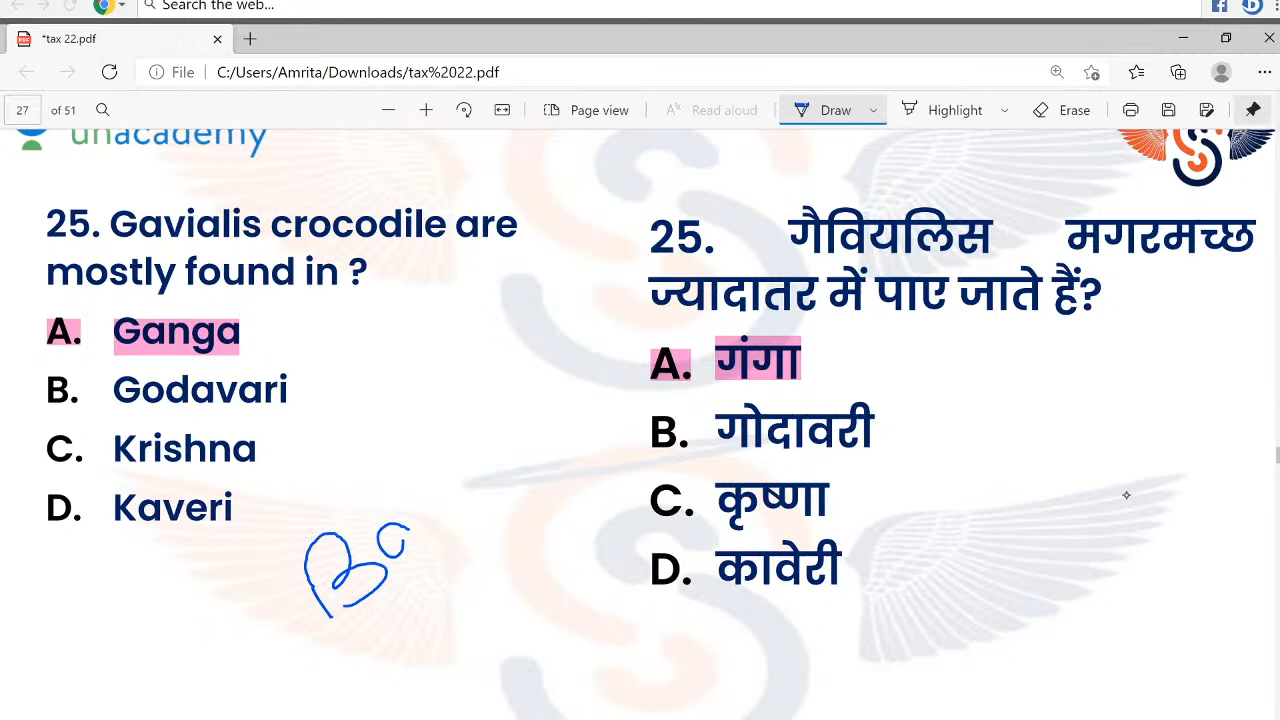 Search the web...
*tax 22.pdf
File
C:/Users/Amrita/Downloads/tax%2022.pdf
27 of 51
Page view
Read aloud
Draw
Highlight
Erase
unacademy
25. Gavialis crocodile are
mostly found in ?
A. Ganga
B. Godavari
C. Krishna
D. Kaveri
25. गैवियलिस मगरमच्छ
ज्यादातर में पाए जाते हैं?
A. गंगा
B. गोदावरी
C. कृष्णा
D. कावेरी